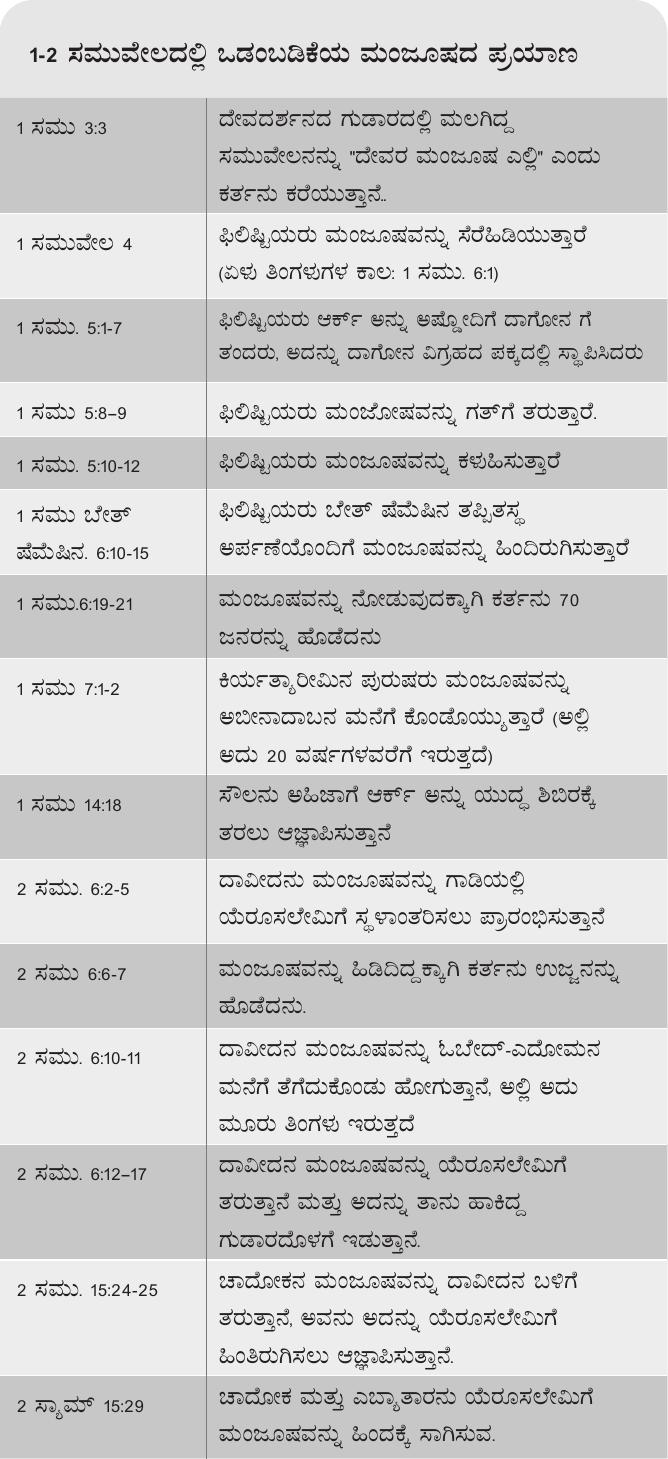 1-2 ಸಮುವೇಲದಲ್ಲಿ ಒಡಂಬಡಿಕೆಯ ಮಂಜೂಷದ ಪ್ರಯಾಣ
1 ಸಮು 3:3
ದೇವದರ್ಶನದ ಗುಡಾರದಲ್ಲಿ ಮಲಗಿದ್ದ
ಸಮುವೇಲನನ್ನು "ದೇವರ ಮಂಜೂಷ ಎಲ್ಲಿ" ಎಂದು
ಕರ್ತನು ಕರೆಯುತ್ತಾನೆ..
1 ಸಮುವೇಲ 4
ಫಿಲಿಷ್ಟಿಯರು ಮಂಜೂಷವನ್ನು ಸೆರೆಹಿಡಿಯುತ್ತಾರೆ
(ಏಳು ತಿಂಗಳುಗಳ ಕಾಲ: 1 ಸಮು. 6:1)
1 ಸಮು. 5:1-7
ಫಿಲಿಷ್ಟಿಯರು ಆರ್ಕ್ ಅನ್ನು ಅಷ್ಡೋದಿಗೆ ದಾಗೋನ ಗೆ
ತಂದರು, ಅದನ್ನು ದಾಗೋನ ವಿಗ್ರಹದ ಪಕ್ಕದಲ್ಲಿ ಸ್ಥಾಪಿಸಿದರು
1 ಸಮು 5:8–9
ಫಿಲಿಷ್ಟಿಯರು ಮಂಜೋಷವನ್ನು ಗತ್‌ಗೆ ತರುತ್ತಾರೆ.
1 ಸಮು. 5:10-12
ಫಿಲಿಷ್ಟಿಯರು ಮಂಜೂಷವನ್ನು ಕಳುಹಿಸುತ್ತಾರೆ
1 ಸಮು ಬೇತ್
ಷೆಮೆಷಿನ. 6:10-15
ಫಿಲಿಷ್ಟಿಯರು ಬೇತ್ ಷೆಮೆಷಿನ ತಪ್ಪಿತಸ್ಥ
ಅರ್ಪಣೆಯೊಂದಿಗೆ ಮಂಜೂಷವನ್ನು ಹಿಂದಿರುಗಿಸುತ್ತಾರೆ
1 ಸಮು.6:19-21
ಮಂಜೂಷವನ್ನು ನೋಡುವುದಕ್ಕಾಗಿ ಕರ್ತನು 70
ಜನರನ್ನು ಹೊಡೆದನು
1 ಸಮು 7:1-2
ಕಿರ್ಯತ್ಯಾರೀಮಿನ ಪುರುಷರು ಮಂಜೂಷವನ್ನು
ಅಬೀನಾದಾಬನ ಮನೆಗೆ ಕೊಂಡೊಯ್ಯುತ್ತಾರೆ (ಅಲ್ಲಿ
ಅದು 20 ವರ್ಷಗಳವರೆಗೆ ಇರುತ್ತದೆ)
1 ಸಮು 14:18
ಸೌಲನು ಅಹಿಜಾಗೆ ಆರ್ಕ್ ಅನ್ನು ಯುದ್ಧ ಶಿಬಿರಕ್ಕೆ
ತರಲು ಆಜ್ಞಾಪಿಸುತ್ತಾನೆ
2 ಸಮು. 6:2-5
ದಾವೀದನು ಮಂಜೂಷವನ್ನು ಗಾಡಿಯಲ್ಲಿ
ಯೆರೂಸಲೇಮಿಗೆ ಸ್ಥಳಾಂತರಿಸಲು ಪ್ರಾರಂಭಿಸುತ್ತಾನೆ
2 ಸಮು 6:6-7
ಮಂಜೂಷವನ್ನು ಹಿಡಿದಿದ್ದಕ್ಕಾಗಿ ಕರ್ತನು ಉಜ್ಜನನ್ನು
ಹೊಡೆದನು.
2 ಸಮು. 6:10-11
ದಾವೀದನ ಮಂಜೂಷವನ್ನು ಓಬೇದ್-ಎದೋಮನ
ಮನೆಗೆ ತೆಗೆದುಕೊಂಡು ಹೋಗುತ್ತಾನೆ, ಅಲ್ಲಿ ಅದು
ಮೂರು ತಿಂಗಳು ಇರುತ್ತದೆ
2 ಸಮು. 6:12–17
ದಾವೀದನ ಮಂಜೂಷವನ್ನು ಯೆರೂಸಲೇಮಿಗೆ
ತರುತ್ತಾನೆ ಮತ್ತು ಅದನ್ನು ತಾನು ಹಾಕಿದ್ದ
ಗುಡಾರದೊಳಗೆ ಇಡುತ್ತಾನೆ.
2 ಸಮು. 15:24-25
ಚಾದೋಕನ ಮಂಜೂಷವನ್ನು ದಾವೀದನ ಬಳಿಗೆ
ತರುತ್ತಾನೆ, ಅವನು ಅದನ್ನು ಯೆರೂಸಲೇಮಿಗೆ
ಹಿಂತಿರುಗಿಸಲು ಆಜ್ಞಾಪಿಸುತ್ತಾನೆ.
2 ಸ್ಯಾಮ್ 15:29
ಚಾದೋಕ ಮತ್ತು ಎಬ್ಯಾತಾರನು ಯೆರೂಸಲೇಮಿಗೆ
ಮಂಜೂಷವನ್ನು ಹಿಂದಕ್ಕೆ ಸಾಗಿಸುವ.